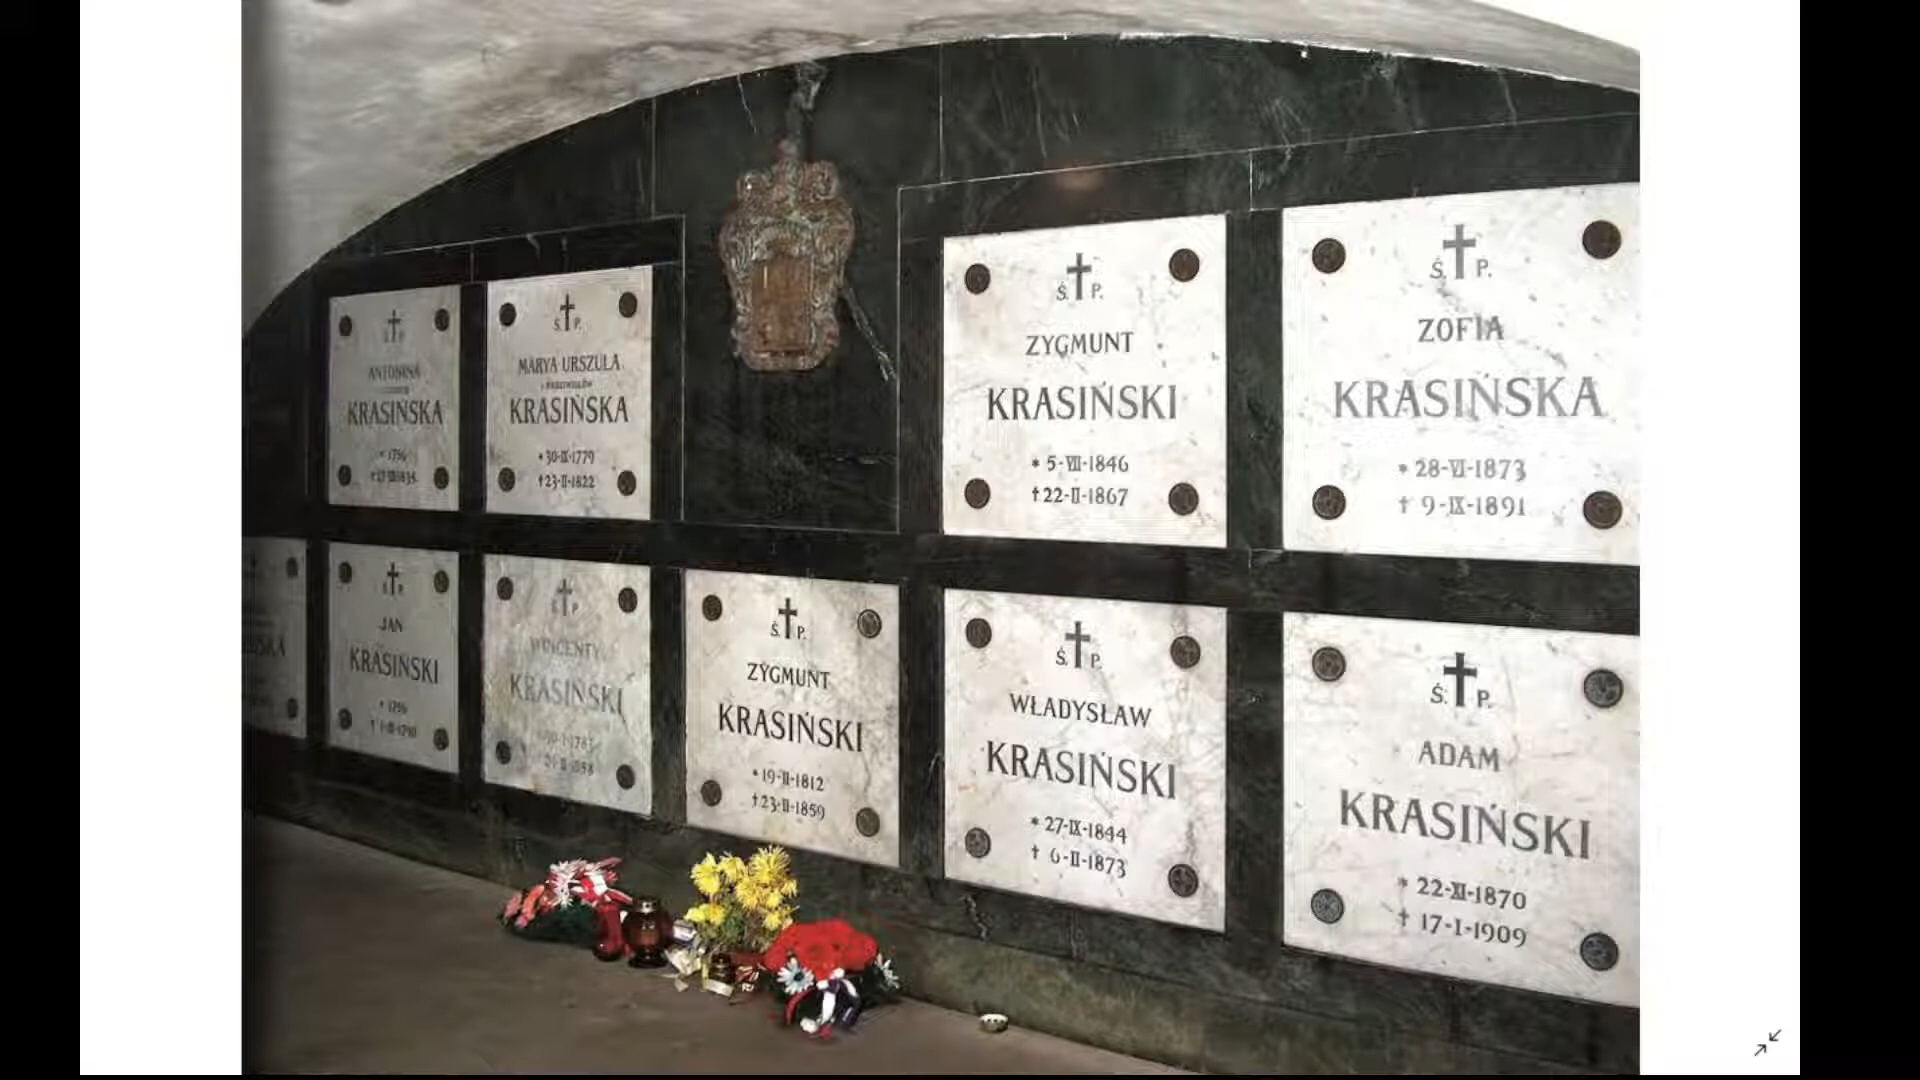 Ś. P.
ANTONINA
KRASIŃSKA
Ś. P.
MARYA URSZULA
KRASIŃSKA
* 30-IX-1779
† 23-II-1822
Ś. P.
ZYGMUNT
KRASIŃSKI
* 5-VII-1846
† 22-II-1867
Ś. P.
ZOFIA
KRASIŃSKA
* 28-VI-1873
† 9-IX-1891
Ś. P.
JAN
KRASIŃSKI
* 1756
Ś. P.
WINCENTY
KRASIŃSKI
Ś. P.
ZYGMUNT
KRASIŃSKI
* 19-II-1812
† 23-II-1859
Ś. P.
WŁADYSŁAW
KRASIŃSKI
* 27-IX-1844
† 6-II-1873
Ś. P.
ADAM
KRASIŃSKI
* 22-XI-1870
† 17-I-1909